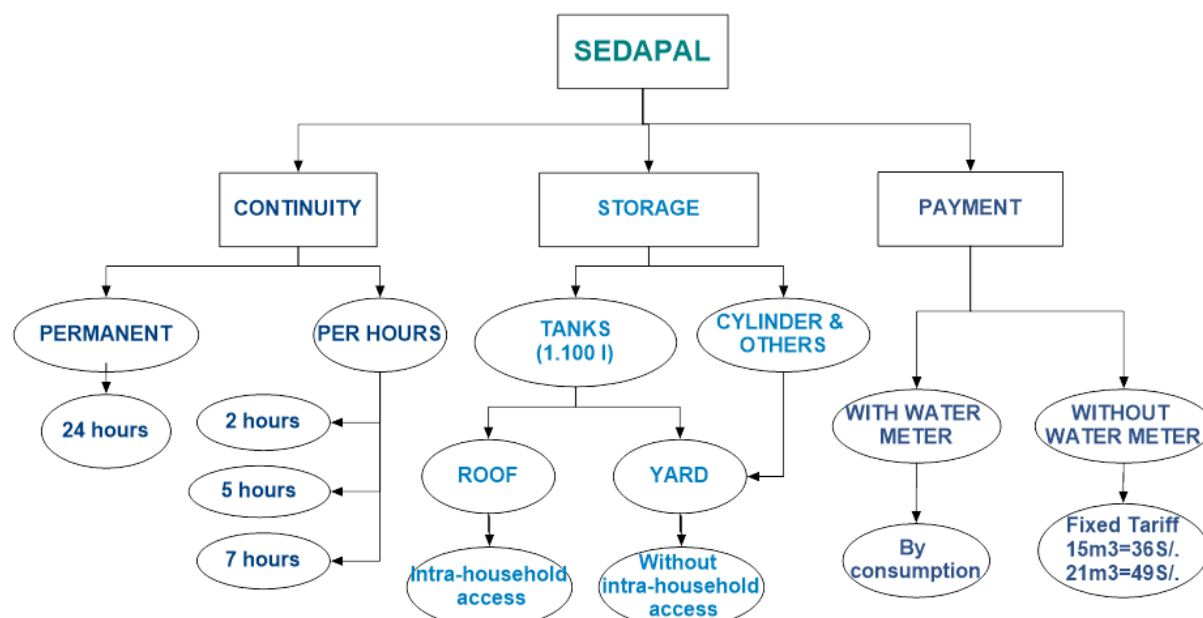 SEDAPAL
CONTINUITY
STORAGE
PAYMENT
PERMANENT
PER HOURS
TANKS
(1.100 l)
CYLINDER &
OTHERS
24 hours
2 hours
5 hours
7 hours
ROOF
YARD
WITH WATER
METER
WITHOUT
WATER METER
Intra-household
access
Without
intra-household
access
By
consumption
Fixed Tariff
15m3=36S/.
21m3=49S/.